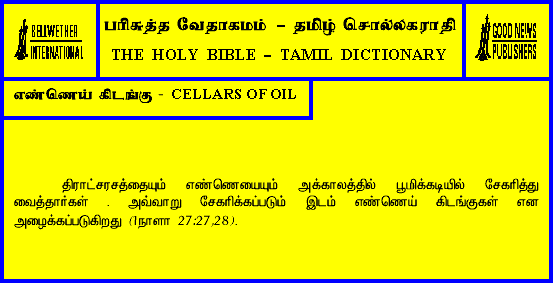 BELLWETHER
INTERNATIONAL
பரிசுத்த வேதாகமம் – தமிழ் சொல்லகராதி
THE HOLY BIBLE – TAMIL DICTIONARY
GOOD NEWS
PUBLISHERS
எண்ணெய் கிடங்கு - CELLARS OF OIL
திராட்சரசத்தையும் எண்ணெயையும் அக்காலத்தில் பூமிக்கடியில் சேகரித்து
வைத்தார்கள் . அவ்வாறு சேகரிக்கப்படும் இடம் எண்ணெய் கிடங்குகள் என
அழைக்கப்படுகிறது (1நாளா 27:27,28).